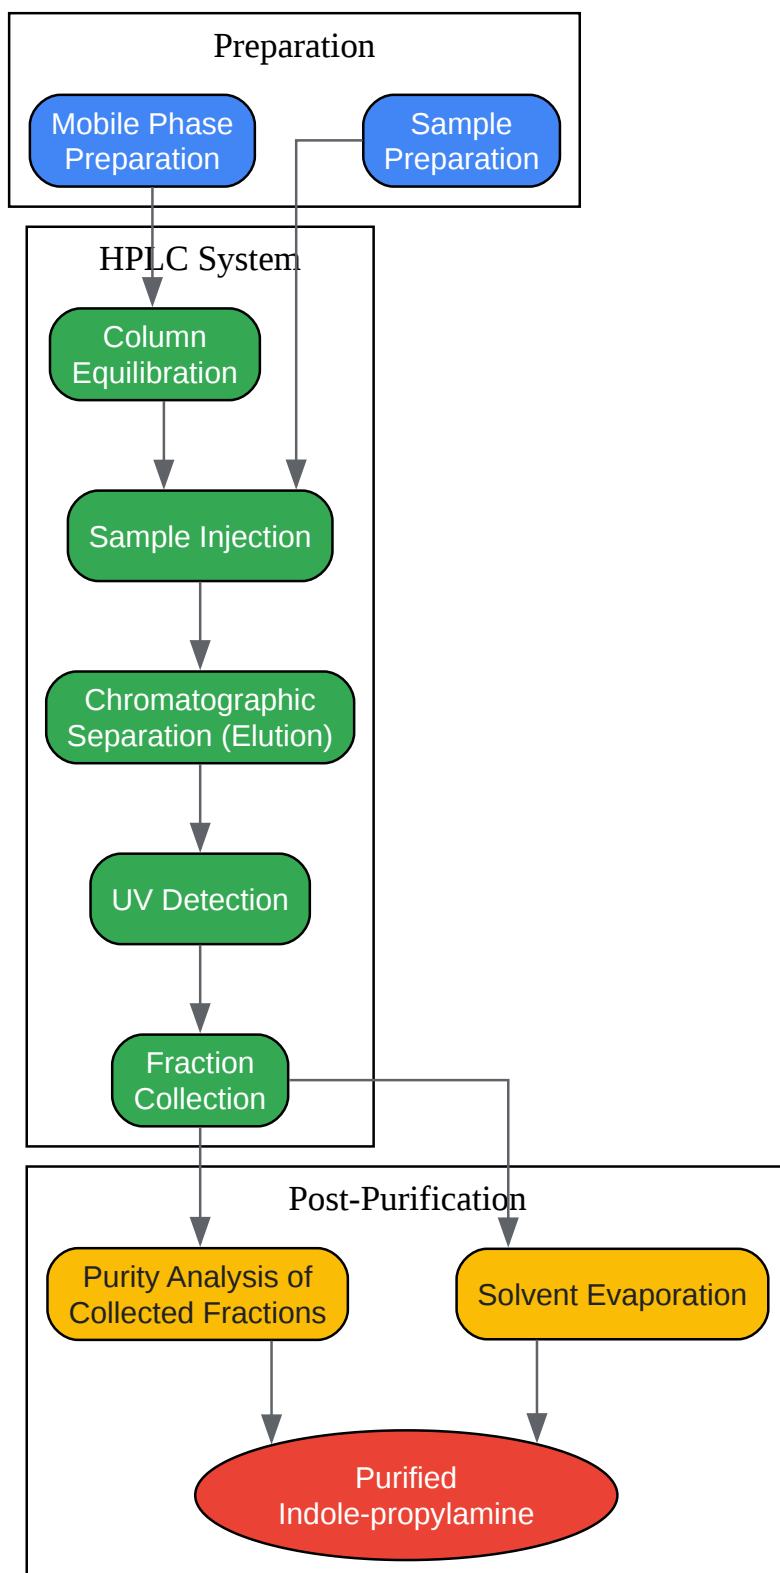 Preparation
Mobile Phase
Preparation
Sample
Preparation
HPLC System
Column
Equilibration
Sample Injection
Chromatographic
Separation (Elution)
UV Detection
Fraction
Collection
Post-Purification
Purity Analysis of
Collected Fractions
Solvent Evaporation
Purified
Indole-propylamine